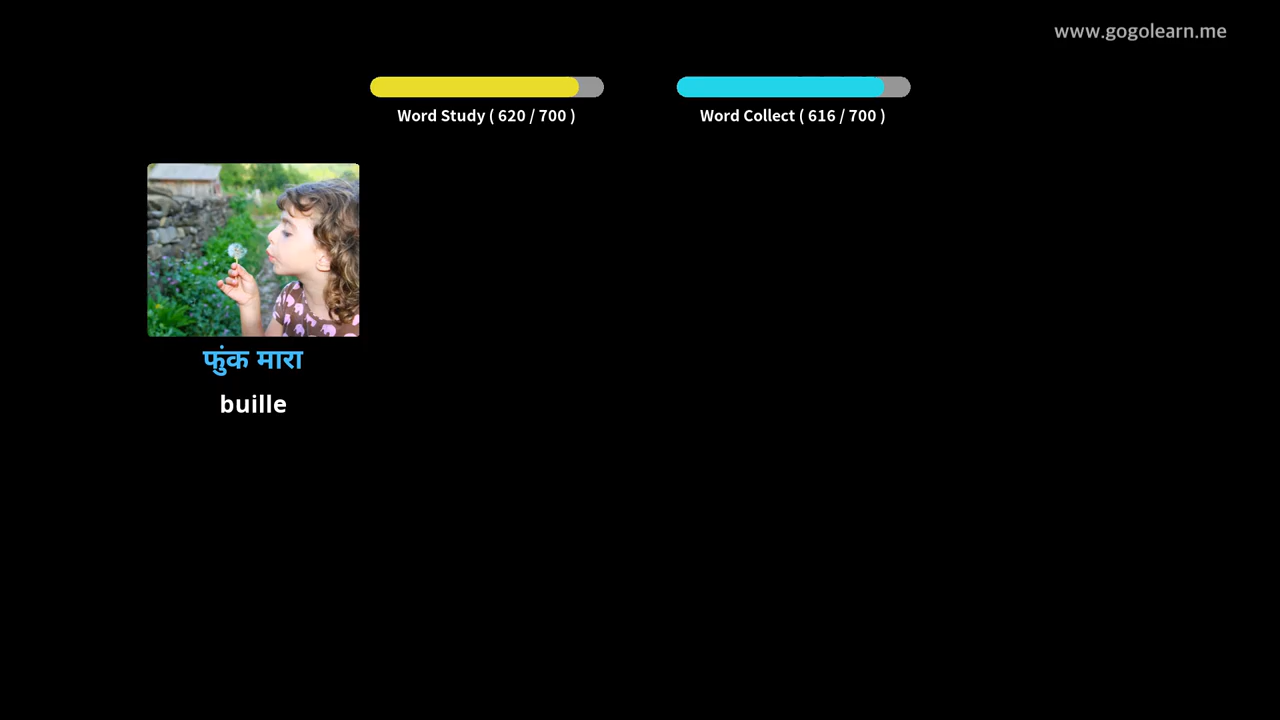 www.gogolearn.me
Word Study ( 620 / 700 )
Word Collect ( 616 / 700 )
फुंक मारा
buille